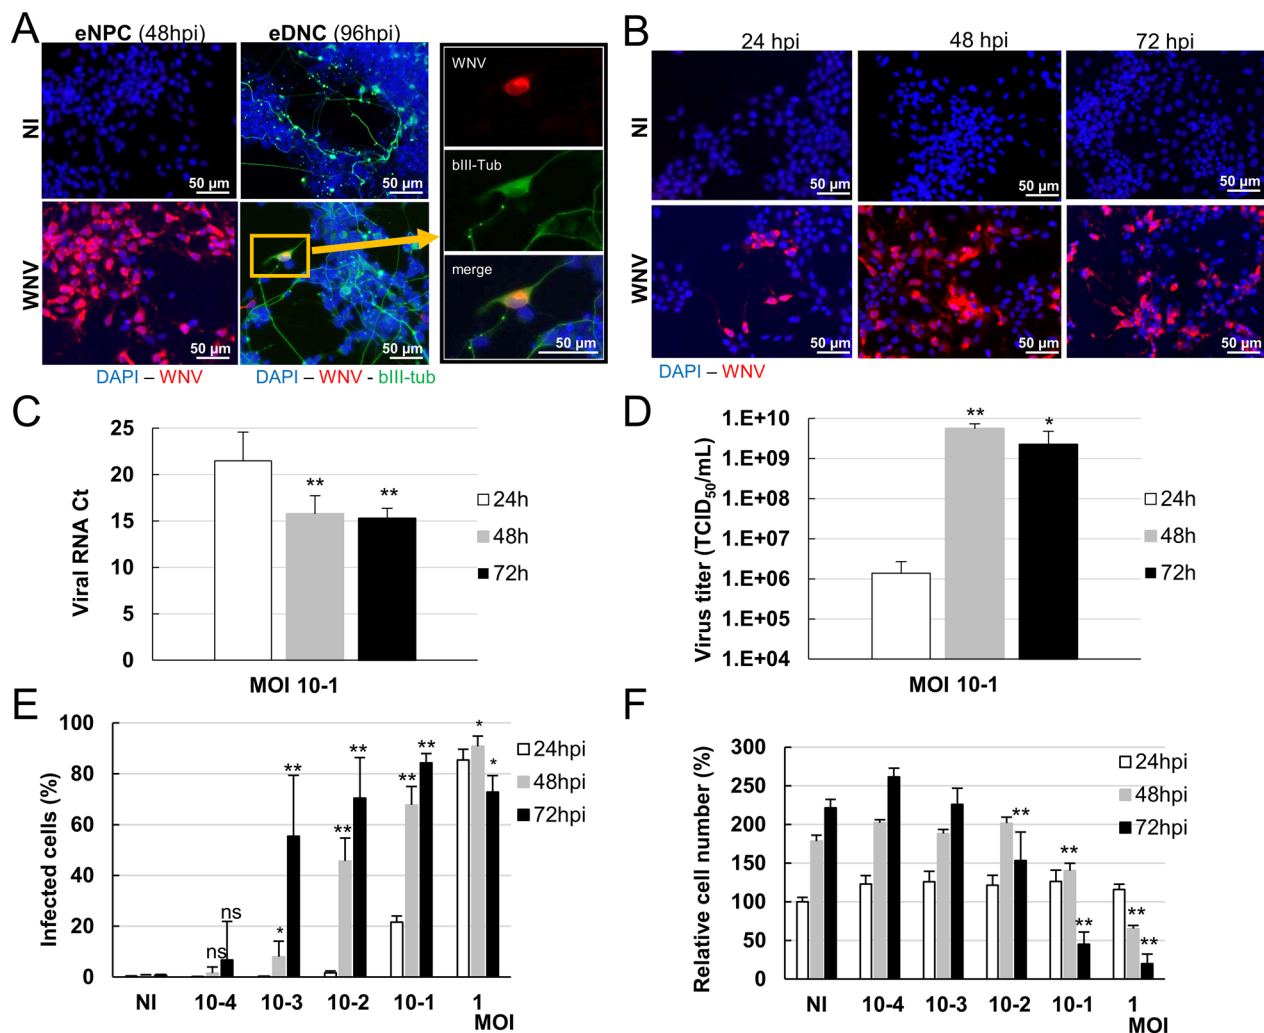 A
eNPC (48hpi)
eDNC (96hpi)
NI
WNV
50 µm
50 µm
50 µm
50 µm
WNV
bIII-Tub
merge
50 µm
DAPI – WNV
DAPI – WNV - bIII-tub
B
24 hpi
48 hpi
72 hpi
NI
WNV
50 µm
50 µm
50 µm
50 µm
50 µm
50 µm
DAPI – WNV
C
Viral RNA Ct
25
20
15
10
5
0
**
**
MOI 10-1
24h
48h
72h
D
Virus titer (TCID50/mL)
1.E+10
1.E+09
1.E+08
1.E+07
1.E+06
1.E+05
1.E+04
**
*
MOI 10-1
24h
48h
72h
E
Infected cells (%)
100
80
60
40
20
0
ns
ns
*
**
**
**
**
**
*
*
NI
10-4
10-3
10-2
10-1
1
MOI
24hpi
48hpi
72hpi
F
Relative cell number (%)
300
250
200
150
100
50
0
**
**
**
**
**
NI
10-4
10-3
10-2
10-1
1
MOI
24hpi
48hpi
72hpi